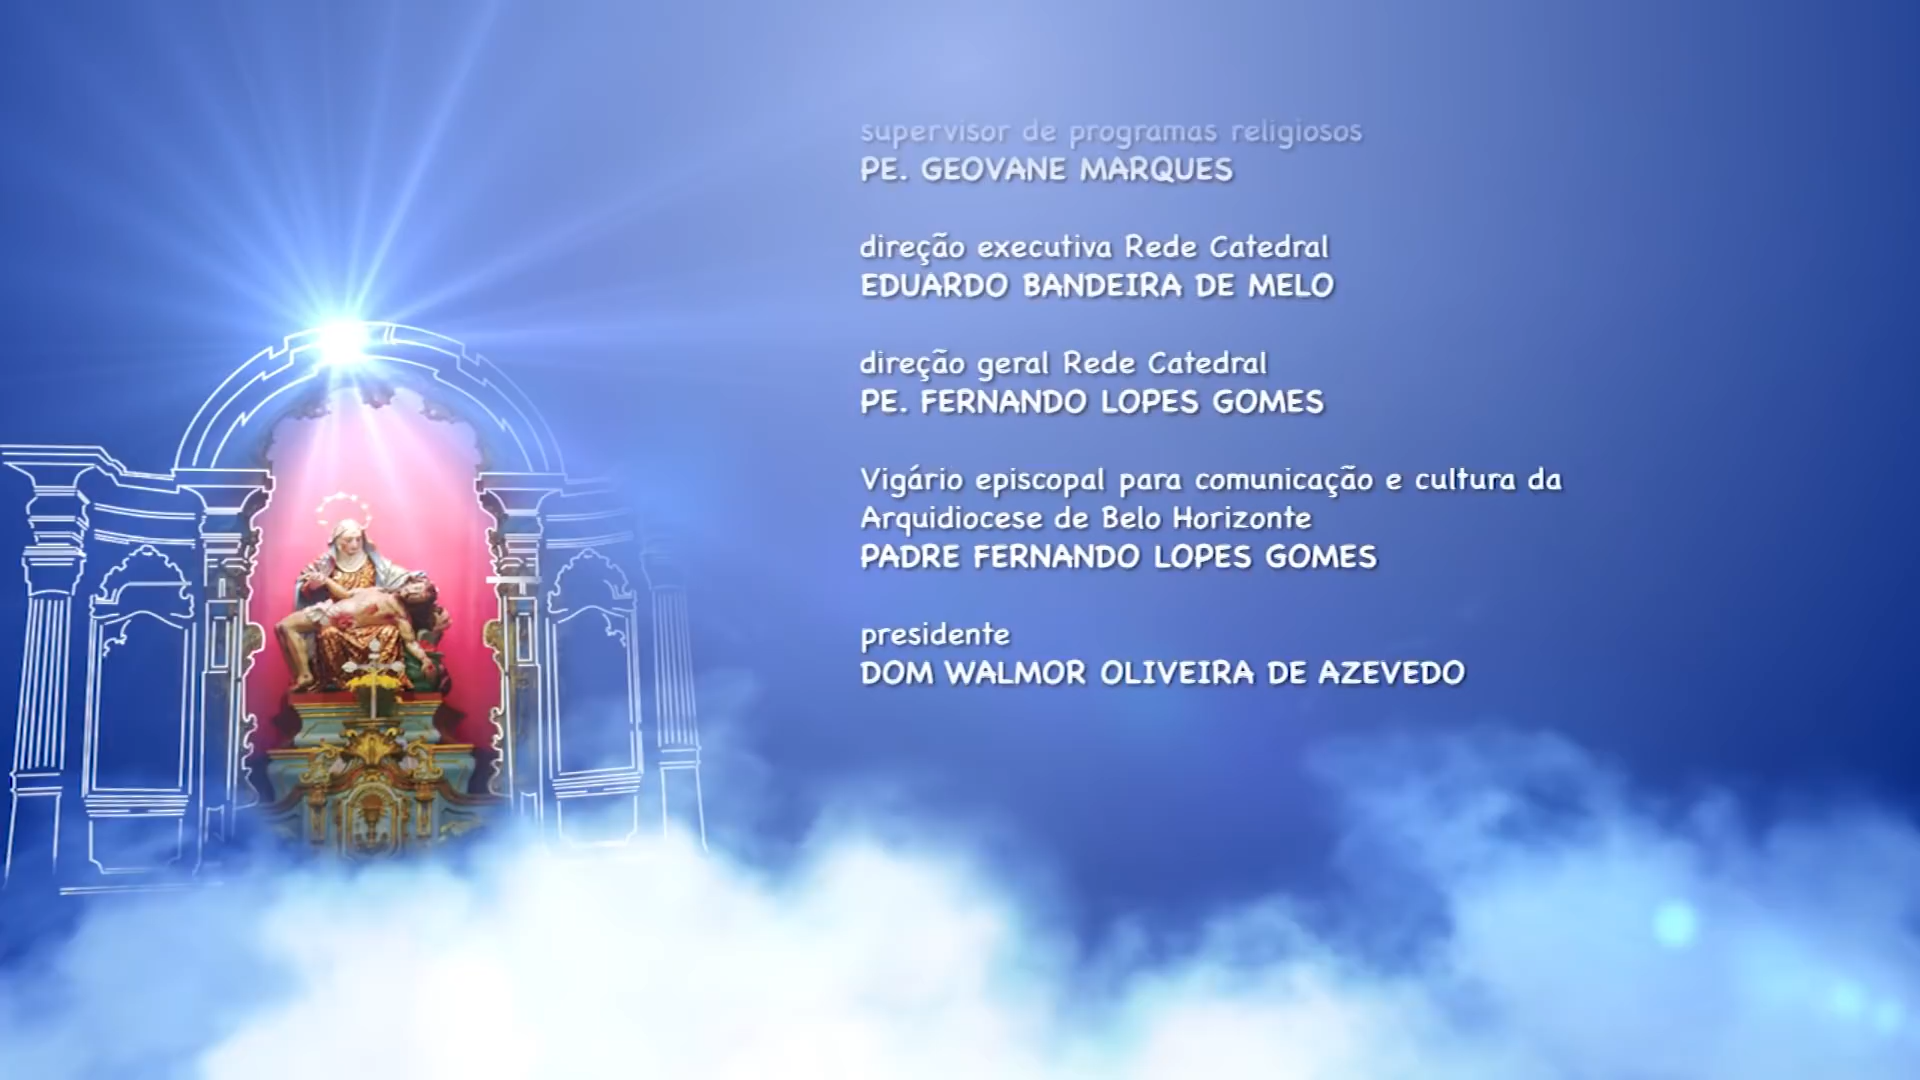 supervisor de programas religiosos
PE. GEOVANE MARQUES
direção executiva Rede Catedral
EDUARDO BANDEIRA DE MELO
direção geral Rede Catedral
PE. FERNANDO LOPES GOMES
Vigário episcopal para comunicação e cultura da
Arquidiocese de Belo Horizonte
PADRE FERNANDO LOPES GOMES
presidente
DOM WALMOR OLIVEIRA DE AZEVEDO